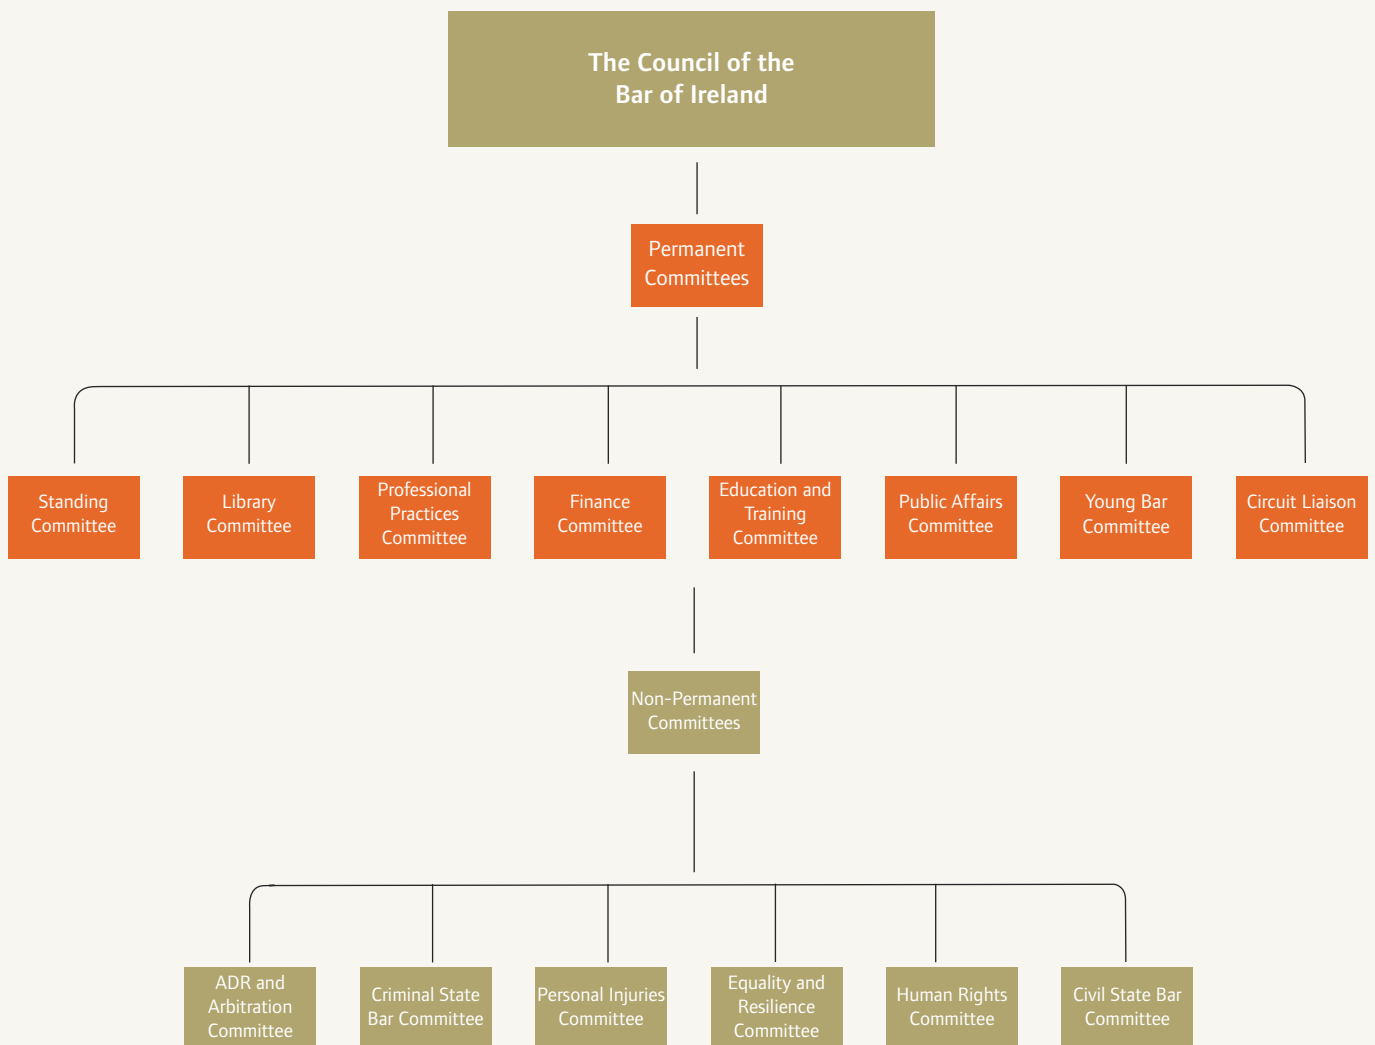 The Council of the
Bar of Ireland
Permanent
Committees
Standing
Committee
Library
Committee
Professional
Practices
Committee
Finance
Committee
Education and
Training
Committee
Public Affairs
Committee
Young Bar
Committee
Circuit Liaison
Committee
Non-Permanent
Committees
ADR and
Arbitration
Committee
Criminal State
Bar Committee
Personal Injuries
Committee
Equality and
Resilience
Committee
Human Rights
Committee
Civil State Bar
Committee